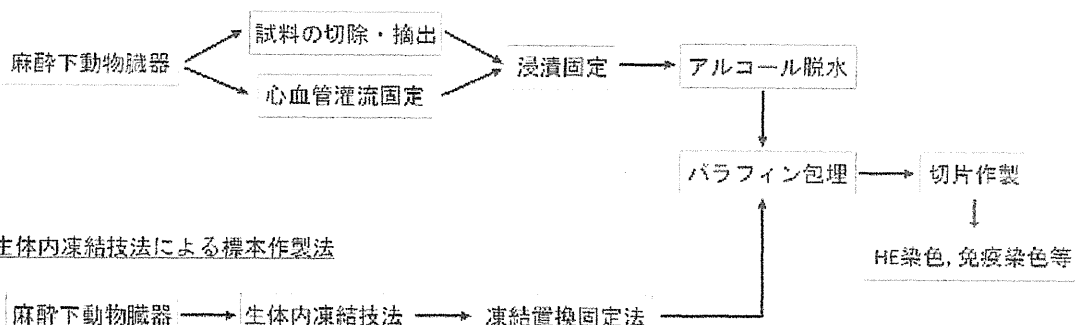 試料の切除・摘出
麻酔下動物臓器
浸漬固定
アルコール脱水
心血管灌流固定
パラフィン包埋
切片作製
生体内凍結技法による標本作製法
HE染色, 免疫染色等
麻酔下動物臓器
生体内凍結技法
凍結置換固定法